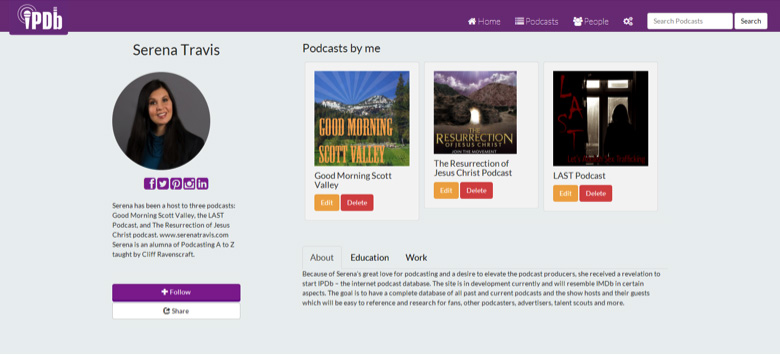 iPDb
Home
Podcasts
People
Search Podcasts
Search
Serena Travis
Serena has been a host to three podcasts:
Good Morning Scott Valley, the LAST
Podcast, and The Resurrection of Jesus
Christ podcast. www.serenatravis.com
Serena is an alumna of Podcasting A to Z
taught by Cliff Ravenscraft.
Follow
Share
Podcasts by me
GOOD MORNING
SCOTT VALLEY
Good Morning Scott
Valley
Edit
Delete
THE
RESURRECTION
OF JESUS CHRIST
JOIN THE MOVEMENT
The Resurrection of
Jesus Christ Podcast
Edit
Delete
LAST
LAST Podcast
Edit
Delete
About
Education
Work
Because of Serena's great love for podcasting and a desire to elevate the podcast producers, she received a revelation to
start IPDb – the internet podcast database. The site is in development currently and will resemble IMDb in certain
aspects. The goal is to have a complete database of all past and current podcasts and the show hosts and their guests
which will be easy to reference and research for fans, other podcasters, advertisers, talent scouts and more.